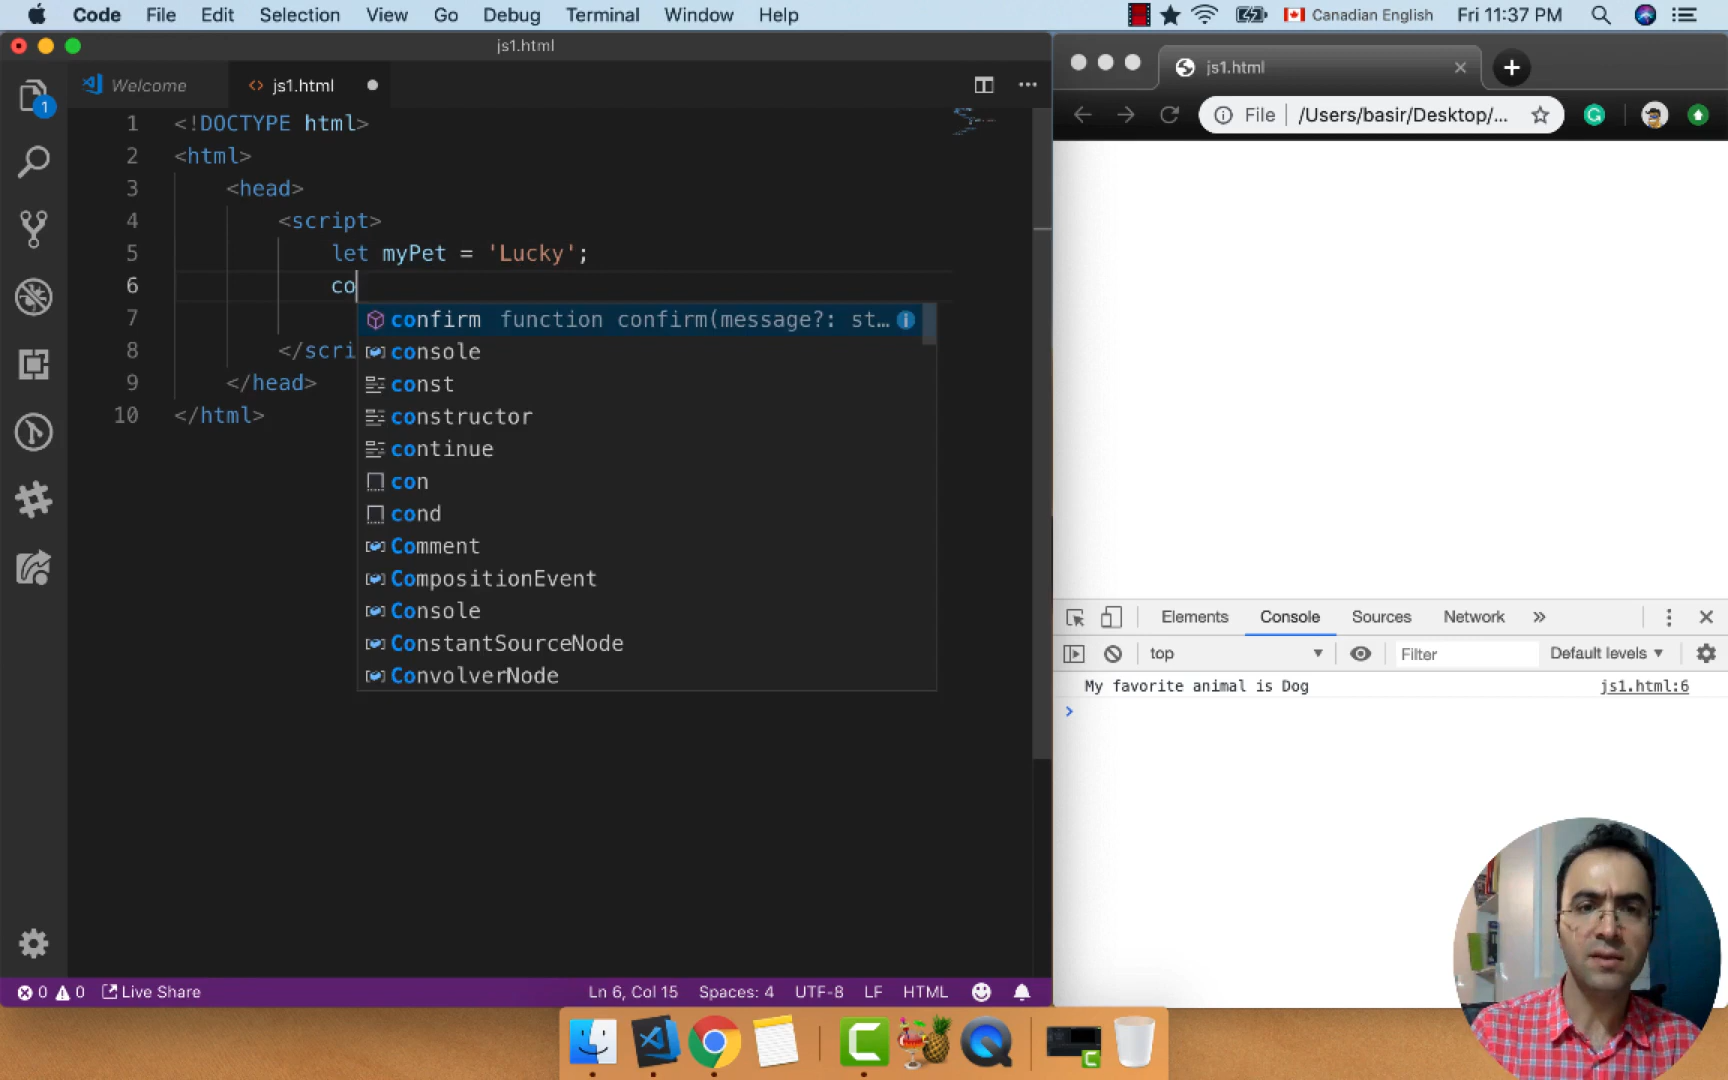 Code File Edit Selection View Go Debug Terminal Window Help
Canadian English Fri 11:37 PM
js1.html
Welcome
js1.html
1
1 <!DOCTYPE html>
2 <html>
3 <head>
4 <script>
5 let myPet = 'Lucky';
6 co
7
8 </scri
9 </head>
10 </html>
confirm function confirm(message?: st...
console
const
constructor
continue
con
cond
Comment
CompositionEvent
Console
ConstantSourceNode
ConvolverNode
0 0 Live Share
Ln 6, Col 15 Spaces: 4 UTF-8 LF HTML
js1.html
File /Users/basir/Desktop/...
Elements Console Sources Network »
top Filter Default levels
My favorite animal is Dog js1.html:6
>